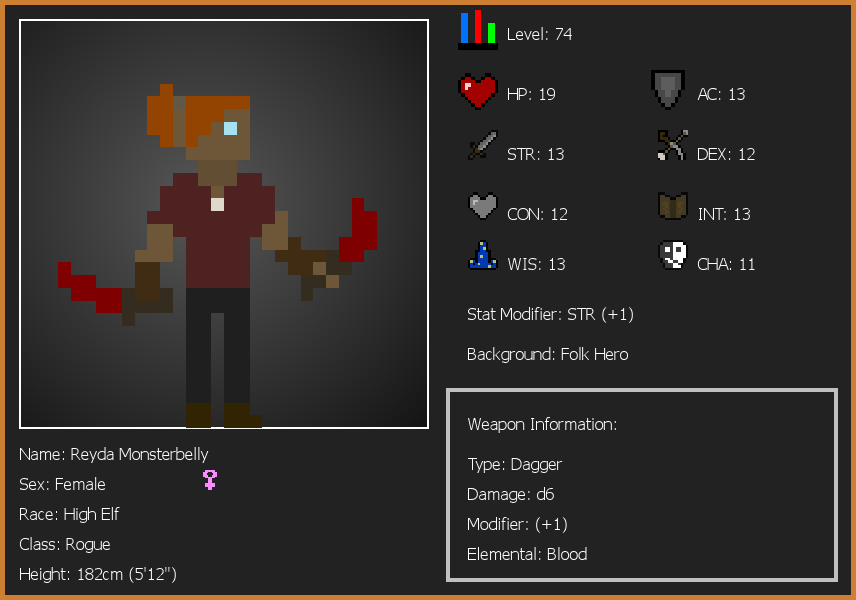 Level: 74
HP: 19
AC: 13
STR: 13
DEX: 12
CON: 12
INT: 13
WIS: 13
CHA: 11
Stat Modifier: STR (+1)
Background: Folk Hero
Weapon Information:
Type: Dagger
Damage: d6
Modifier: (+1)
Elemental: Blood
Name: Reyda Monsterbelly
Sex: Female
Race: High Elf
Class: Rogue
Height: 182cm (5'12")